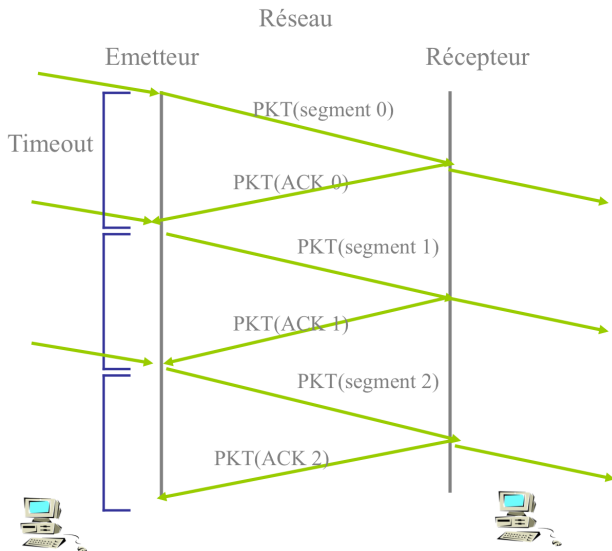 Réseau
Emetteur
Récepteur
PKT(segment 0)
Timeout
PKT(ACK 0)
PKT(segment 1)
PKT(ACK 1)
PKT(segment 2)
PKT(ACK 2)